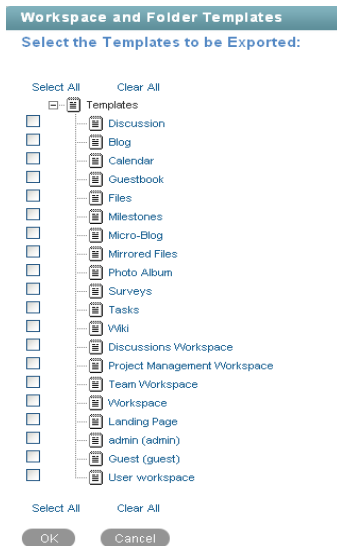 Workspace and Folder Templates
Select the Templates to be Exported:
Select All Clear All
Templates
Discussion
Blog
Calendar
Guestbook
Files
Milestones
Micro-Blog
Mirrored Files
Photo Album
Surveys
Tasks
Wiki
Discussions Workspace
Project Management Workspace
Team Workspace
Workspace
Landing Page
admin (admin)
Guest (guest)
User workspace
Select All Clear All
OK Cancel